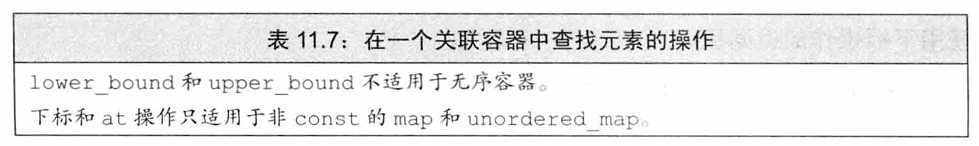 表 11.7：在一个关联容器中查找元素的操作
lower_bound 和 upper_bound 不适用于无序容器。
下标和 at 操作只适用于非 const 的 map 和 unordered_map。